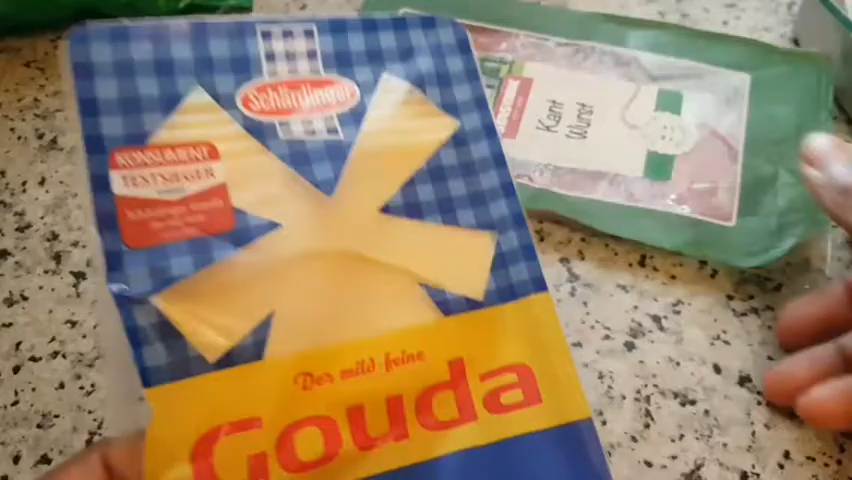 Schärdinger
KONSUMENT
TESTSIEGER
Der mild-feine
Gouda
Kant
Wurst